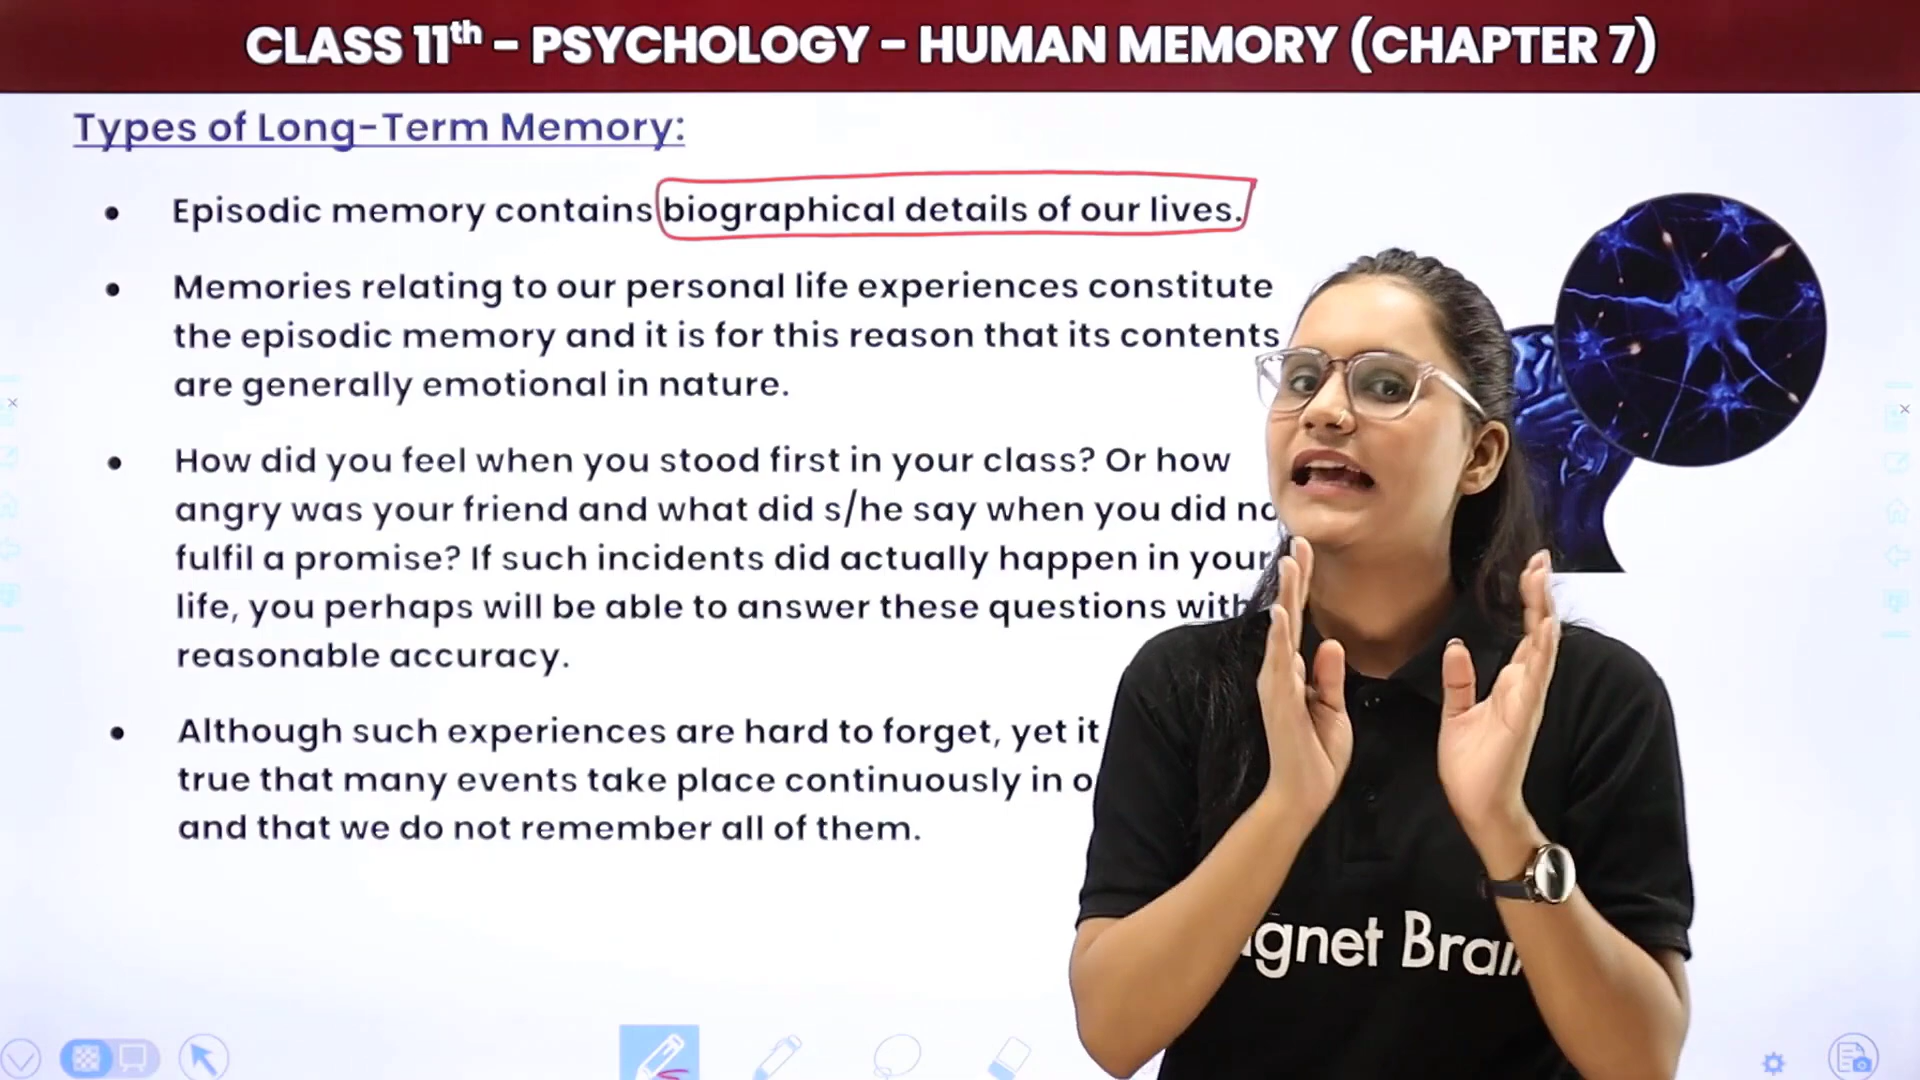 CLASS 11th – PSYCHOLOGY – HUMAN MEMORY (CHAPTER 7)
Types of Long-Term Memory:
• Episodic memory contains biographical details of our lives.
• Memories relating to our personal life experiences constitute
the episodic memory and it is for this reason that its contents
are generally emotional in nature.
• How did you feel when you stood first in your class? Or how
angry was your friend and what did s/he say when you did
fulfil a promise? If such incidents did actually happen in your
life, you perhaps will be able to answer these questions with
reasonable accuracy.
• Although such experiences are hard to forget, yet it
true that many events take place continuously in
and that we do not remember all of them.
gnet Brai